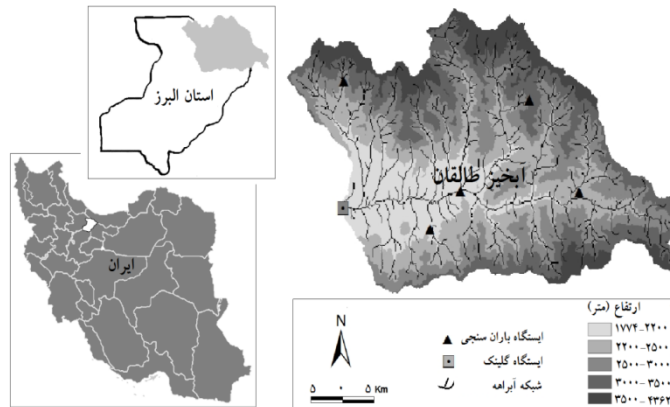 استان البرز
ایران
آبخیز طالقان
N
۵ ۰ ۵ Km
ایستگاه باران سنجی
ایستگاه گلینک
شبکه آبراهه
ارتفاع (متر)
۱۷۷۴-۲۲۰۰
۲۲۰۰-۲۵۰۰
۲۵۰۰-۳۰۰۰
۳۰۰۰-۳۵۰۰
۳۵۰۰-۴۳۶۲